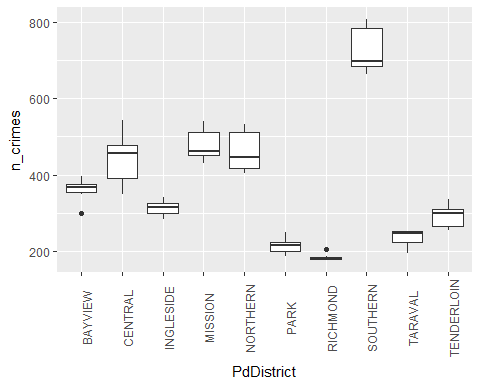 n_crimes
800
600
400
200
BAYVIEW
CENTRAL
INGLESIDE
MISSION
NORTHERN
PARK
RICHMOND
SOUTHERN
TARAVAL
TENDERLOIN
PdDistrict